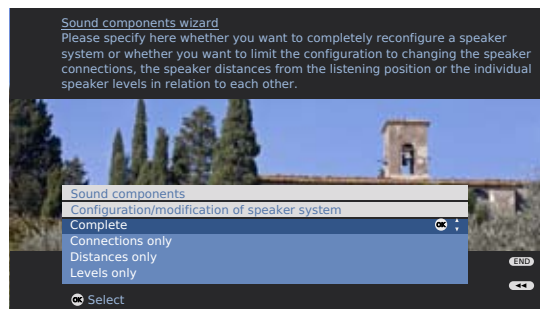 Sound components wizard
Please specify here whether you want to completely reconfigure a speaker
system or whether you want to limit the configuration to changing the speaker
connections, the speaker distances from the listening position or the individual
speaker levels in relation to each other.
Sound components
Configuration/modification of speaker system
Complete OK
Connections only
Distances only
Levels only
END
OK Select